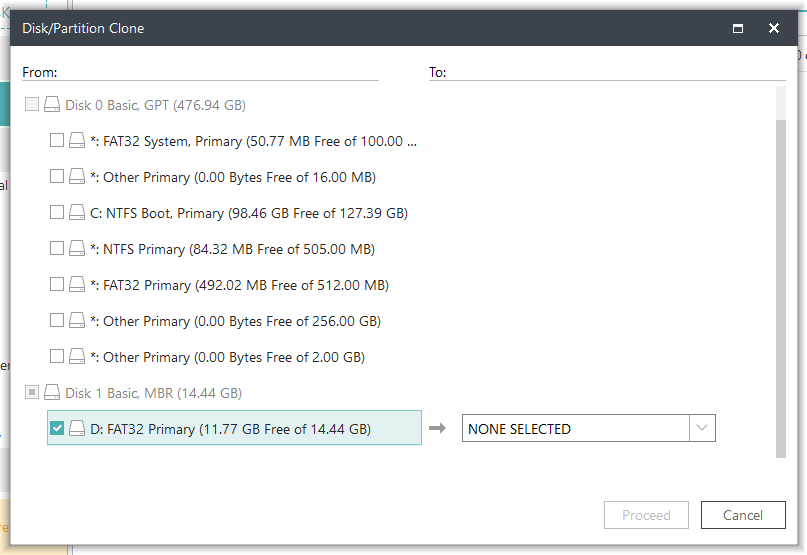 Disk/Partition Clone
From:
To:
Disk 0 Basic, GPT (476.94 GB)
*: FAT32 System, Primary (50.77 MB Free of 100.00 ...
*: Other Primary (0.00 Bytes Free of 16.00 MB)
C: NTFS Boot, Primary (98.46 GB Free of 127.39 GB)
*: NTFS Primary (84.32 MB Free of 505.00 MB)
*: FAT32 Primary (492.02 MB Free of 512.00 MB)
*: Other Primary (0.00 Bytes Free of 256.00 GB)
*: Other Primary (0.00 Bytes Free of 2.00 GB)
Disk 1 Basic, MBR (14.44 GB)
D: FAT32 Primary (11.77 GB Free of 14.44 GB)
NONE SELECTED
Proceed
Cancel